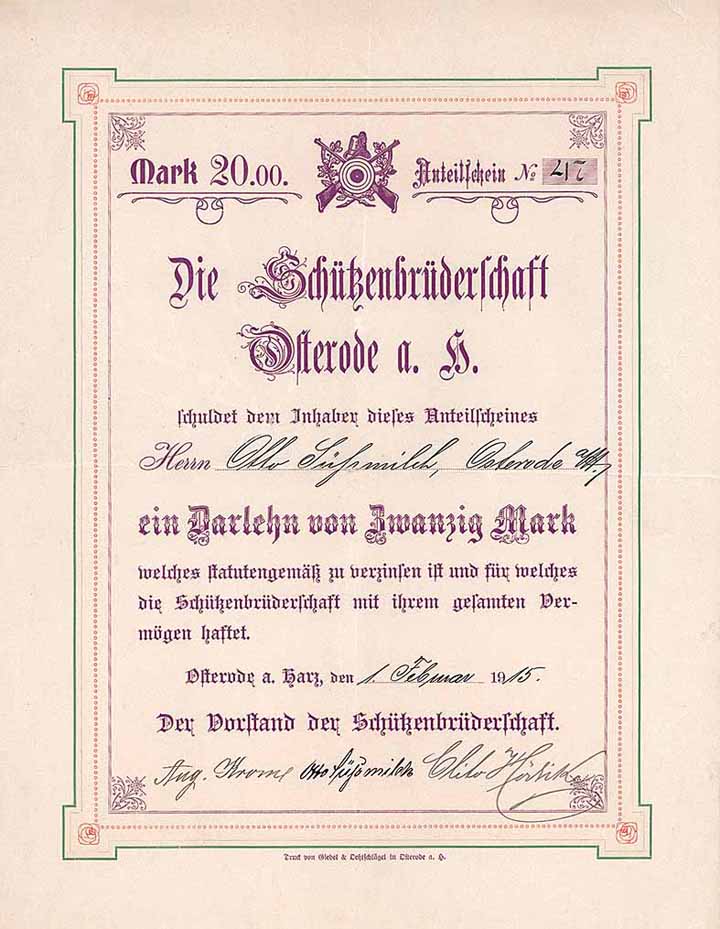 Mark 20.00. Anteilschein No 417
Die Schützenbrüderschaft
Osterode a. H.
schuldet dem Inhaber dieses Anteilscheines
Herrn Otto Süssmilch, Osterode a/H,
ein Darlehn von Zwanzig Mark
welches statutengemäß zu verzinsen ist und für welches
die Schützenbrüderschaft mit ihrem gesamten Ver-
mögen haftet.
Osterode a. Harz, den 1. Februar 1915.
Der Vorstand der Schützenbrüderschaft.
Aug. Krome Otto Süßmilch
Druck von Giebel & Oehlschlägel in Osterode a. H.